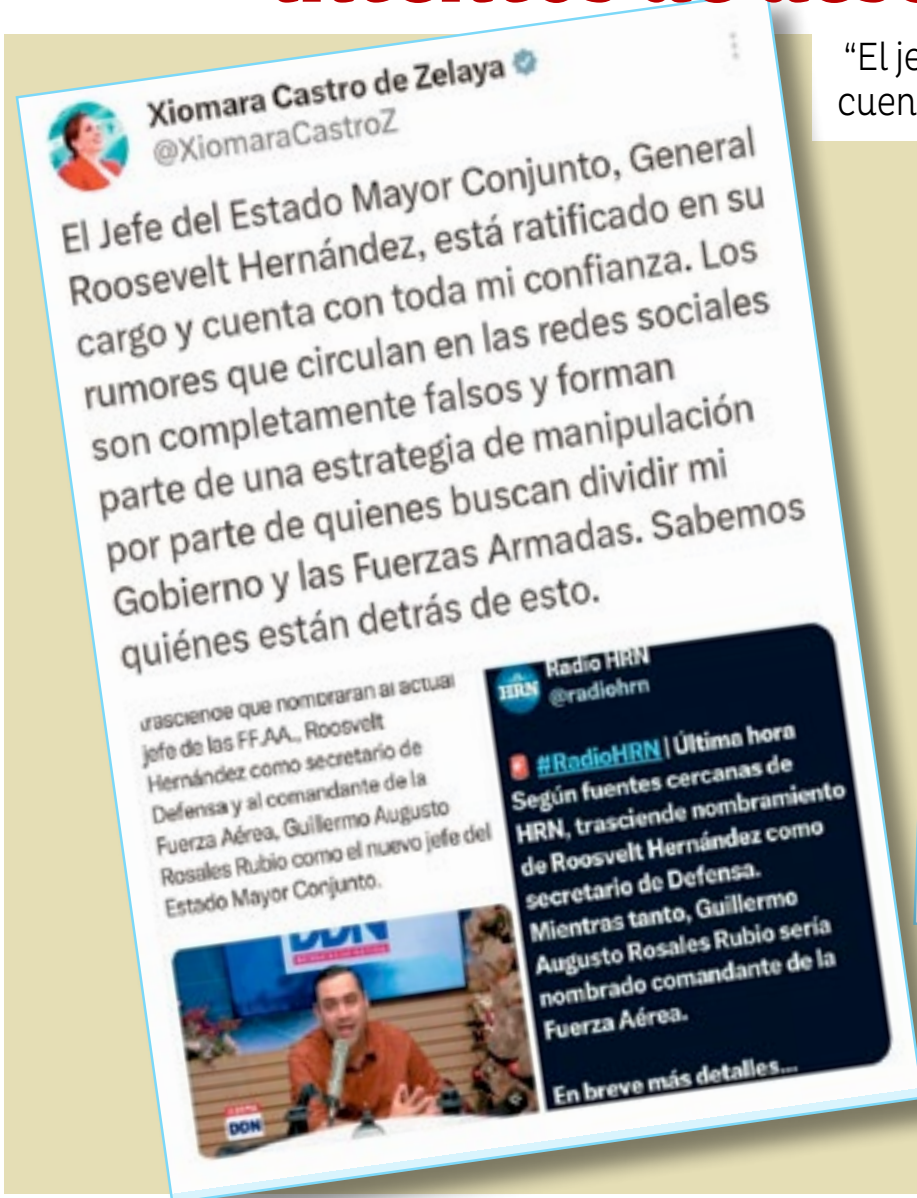 “El je
cuen
Xiomara Castro de Zelaya
@XiomaraCastroZ
El Jefe del Estado Mayor Conjunto, General
Roosevelt Hernández, está ratificado en su
cargo y cuenta con toda mi confianza. Los
rumores que circulan en las redes sociales
son completamente falsos y forman
parte de una estrategia de manipulación
por parte de quienes buscan dividir mi
Gobierno y las Fuerzas Armadas. Sabemos
quiénes están detrás de esto.
trasciende que nombraran al actual
jefe de las FF.AA., Roosvelt
Hernández como secretario de
Defensa y al comandante de la
Fuerza Aérea, Guillermo Augusto
Rosales Rubio como el nuevo jefe del
Estado Mayor Conjunto.
DDN
DDN
HRN
Radio HRN
@radiohrn
#RadioHRN | Última hora
Según fuentes cercanas de
HRN, trasciende nombramiento
de Roosvelt Hernández como
secretario de Defensa.
Mientras tanto, Guillermo
Augusto Rosales Rubio sería
nombrado comandante de la
Fuerza Aérea.
En breve más detalles...